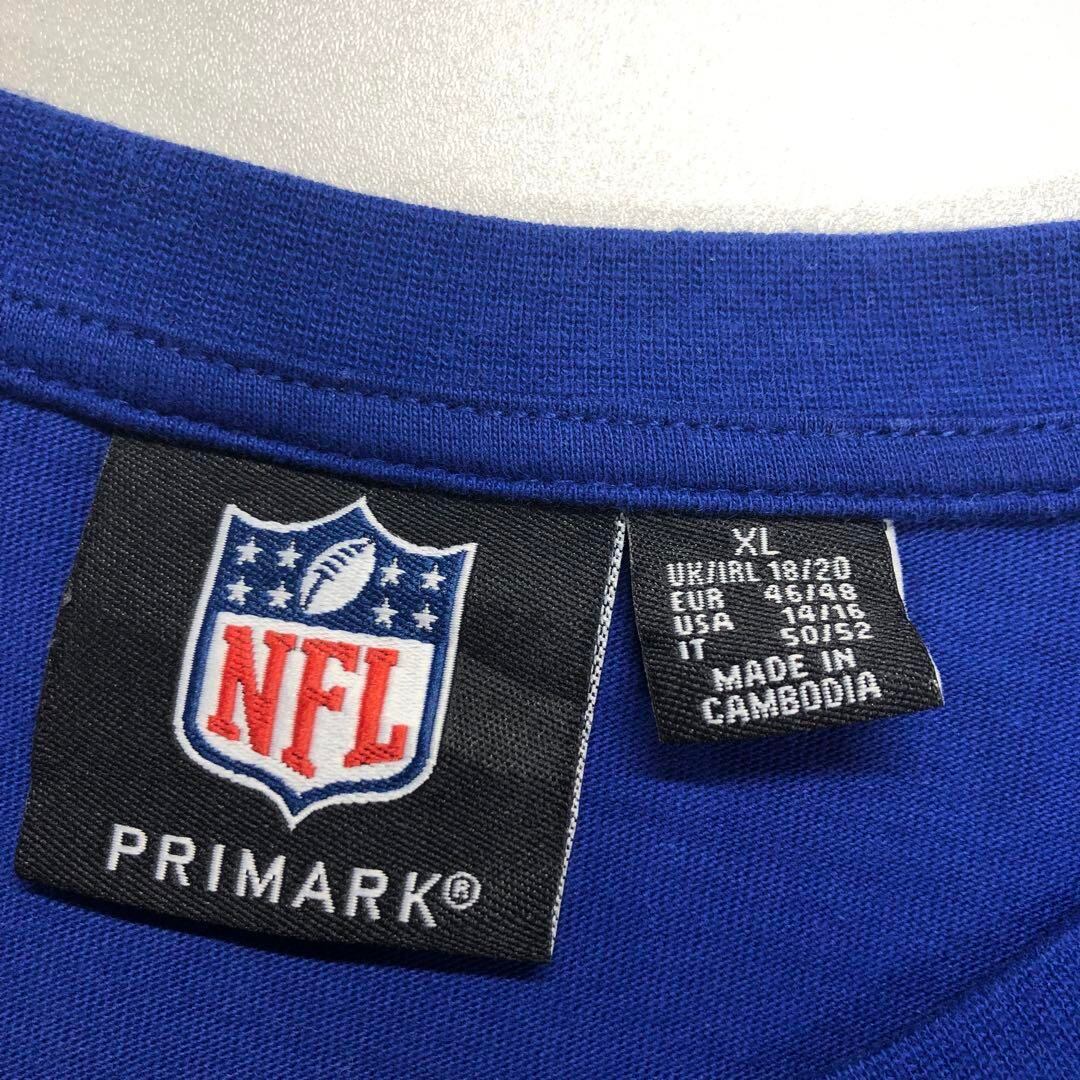 NFL
PRIMARK®
XL
UK/IRL 18/20
EUR 46/48
USA 14/16
IT 50/52
MADE IN
CAMBODIA